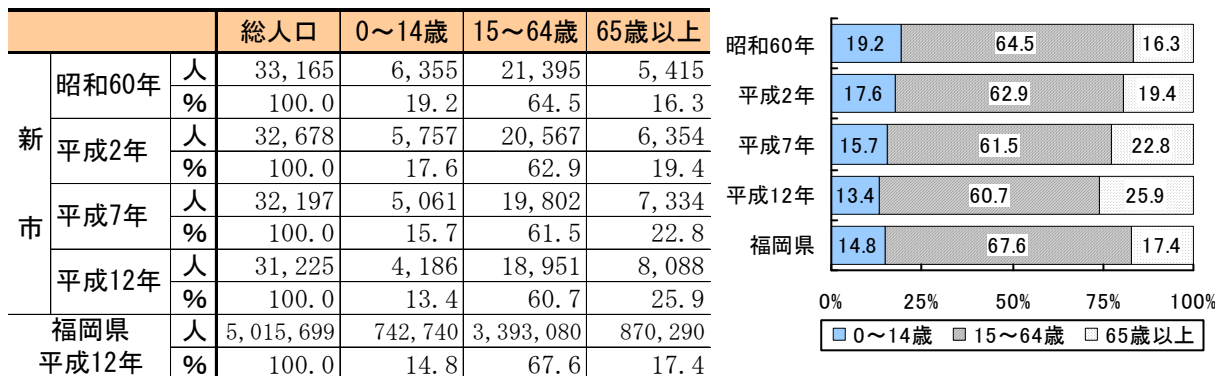 総人口 0～14歳 15～64歳 65歳以上
新市 昭和60年 人 33,165 6,355 21,395 5,415
% 100.0 19.2 64.5 16.3
平成2年 人 32,678 5,757 20,567 6,354
% 100.0 17.6 62.9 19.4
平成7年 人 32,197 5,061 19,802 7,334
% 100.0 15.7 61.5 22.8
平成12年 人 31,225 4,186 18,951 8,088
% 100.0 13.4 60.7 25.9
福岡県 人 5,015,699 742,740 3,393,080 870,290
平成12年 % 100.0 14.8 67.6 17.4
昭和60年 19.2 64.5 16.3
平成2年 17.6 62.9 19.4
平成7年 15.7 61.5 22.8
平成12年 13.4 60.7 25.9
福岡県 14.8 67.6 17.4
0% 25% 50% 75% 100%
0～14歳 15～64歳 65歳以上